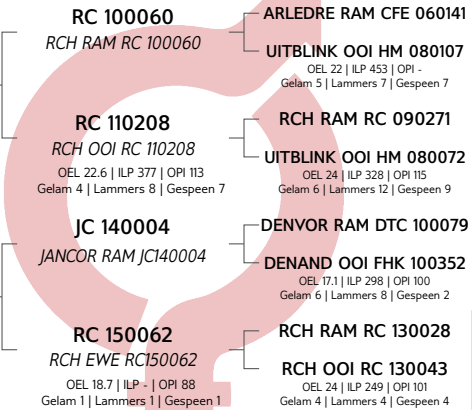 RC 100060
RCH RAM RC 100060
RC 110208
RCH OOI RC 110208
OEL 22.6 | ILP 377 | OPI 113
Gelam 4 | Lammers 8 | Gespeen 7
JC 140004
JANCOR RAM JC140004
RC 150062
RCH EWE RC150062
OEL 18.7 | ILP - | OPI 88
Gelam 1 | Lammers 1 | Gespeen 1
ARLEDRE RAM CFE 060141
UITBLINK OOI HM 080107
OEL 22 | ILP 453 | OPI -
Gelam 5 | Lammers 7 | Gespeen 7
RCH RAM RC 090271
UITBLINK OOI HM 080072
OEL 24 | ILP 328 | OPI 115
Gelam 6 | Lammers 12 | Gespeen 9
DENVOR RAM DTC 100079
DENAND OOI FHK 100352
OEL 17.1 | ILP 298 | OPI 100
Gelam 6 | Lammers 8 | Gespeen 2
RCH RAM RC 130028
RCH OOI RC 130043
OEL 24 | ILP 249 | OPI 101
Gelam 4 | Lammers 4 | Gespeen 4